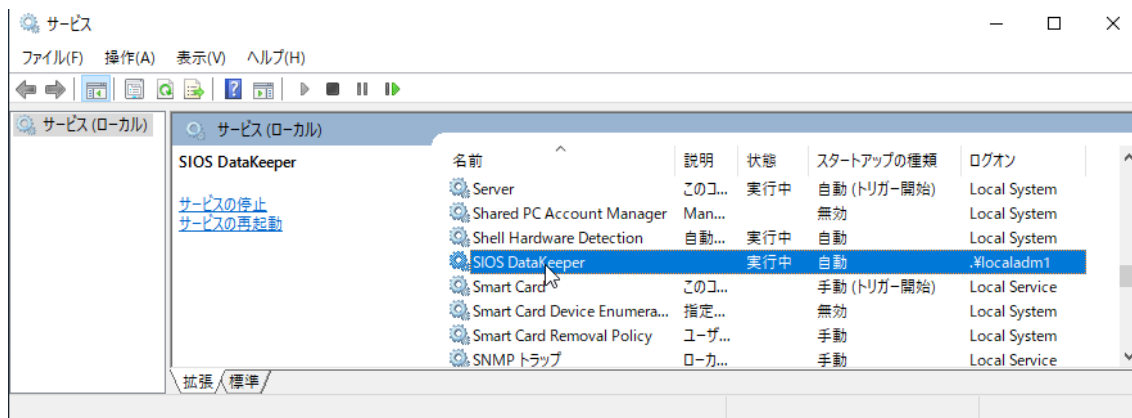 サービス
ファイル(F) 操作(A) 表示(V) ヘルプ(H)
サービス (ローカル)
サービス (ローカル)
SIOS DataKeeper
サービスの停止
サービスの再起動
名前 説明 状態 スタートアップの種類 ログオン
Server このコ... 実行中 自動 (トリガー開始) Local System
Shared PC Account Manager Man... 無効 Local System
Shell Hardware Detection 自動... 実行中 自動 Local System
SIOS DataKeeper 実行中 自動 .¥localadm1
Smart Card このコ... 手動 (トリガー開始) Local Service
Smart Card Device Enumera... 指定... 無効 Local System
Smart Card Removal Policy ユーザ... 手動 Local System
SNMP トラップ ローカ... 手動 Local Service
拡張 標準